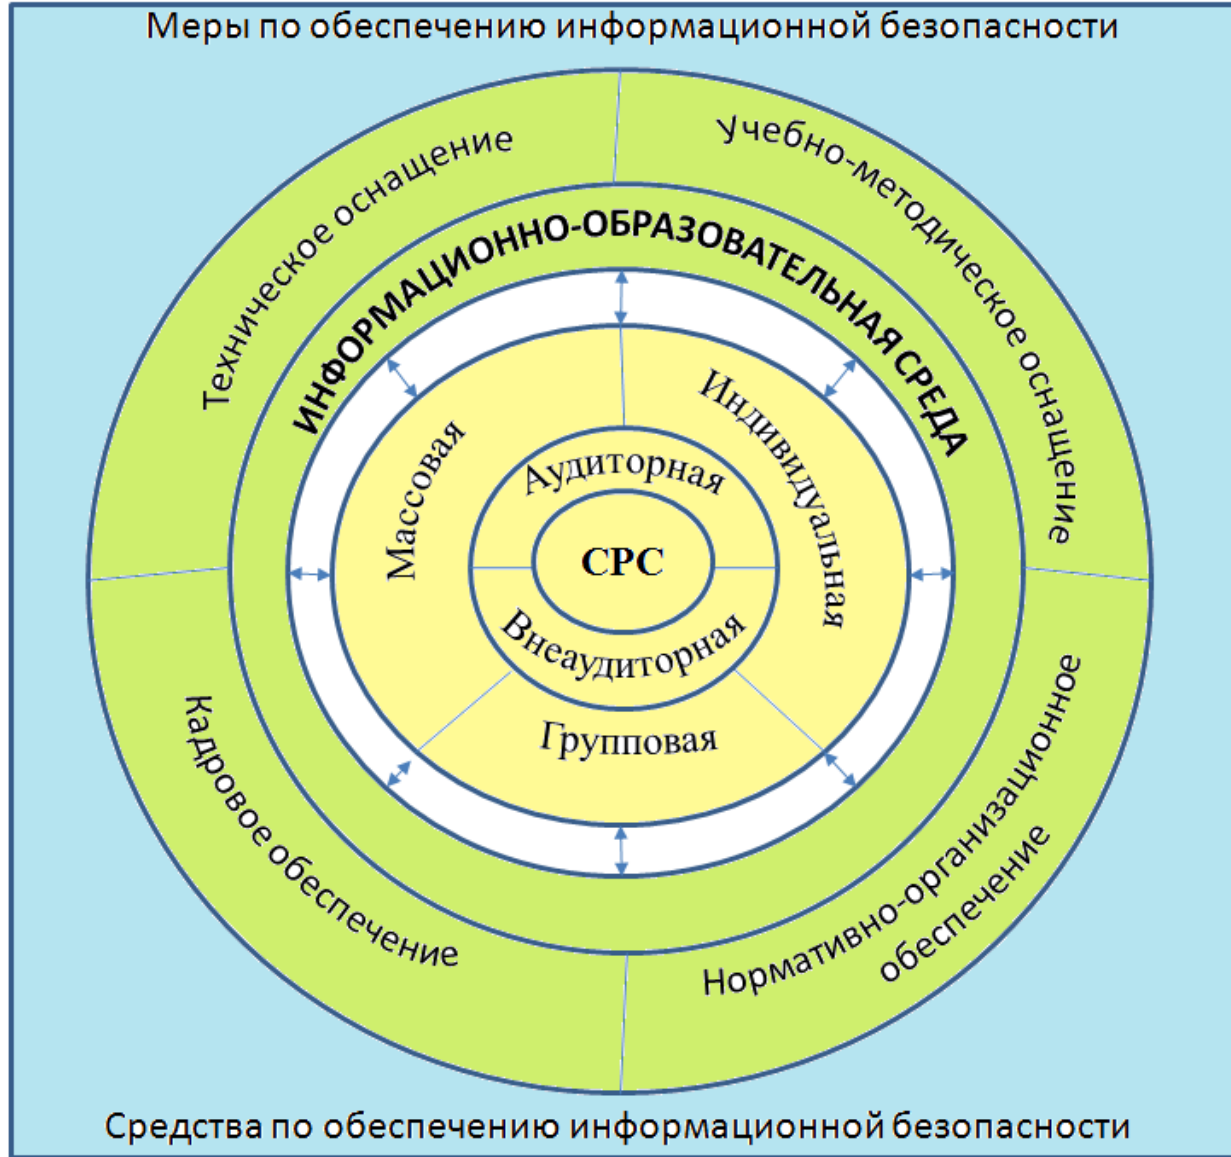 Меры по обеспечению информационной безопасности
Техническое оснащение
Учебно-методическое оснащение
ИНФОРМАЦИОННО-ОБРАЗОВАТЕЛЬНАЯ СРЕДА
Массовая
Индивидуальная
Аудиторная
СРС
Внеаудиторная
Групповая
Кадровое обеспечение
Нормативно-организационное
обеспечение
Средства по обеспечению информационной безопасности